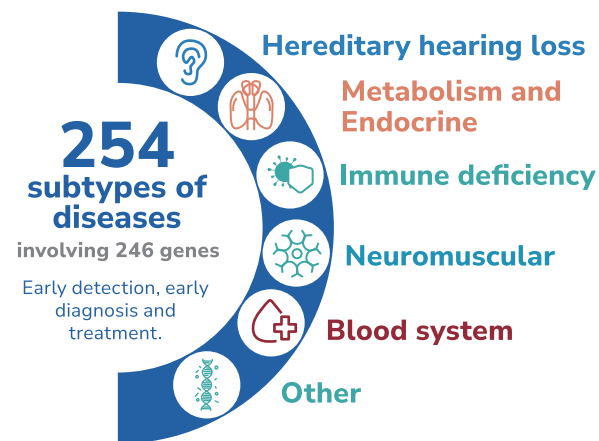 254
subtypes of
diseases
involving 246 genes
Early detection, early
diagnosis and
treatment.
Hereditary hearing loss
Metabolism and
Endocrine
Immune deficiency
Neuromuscular
Blood system
Other